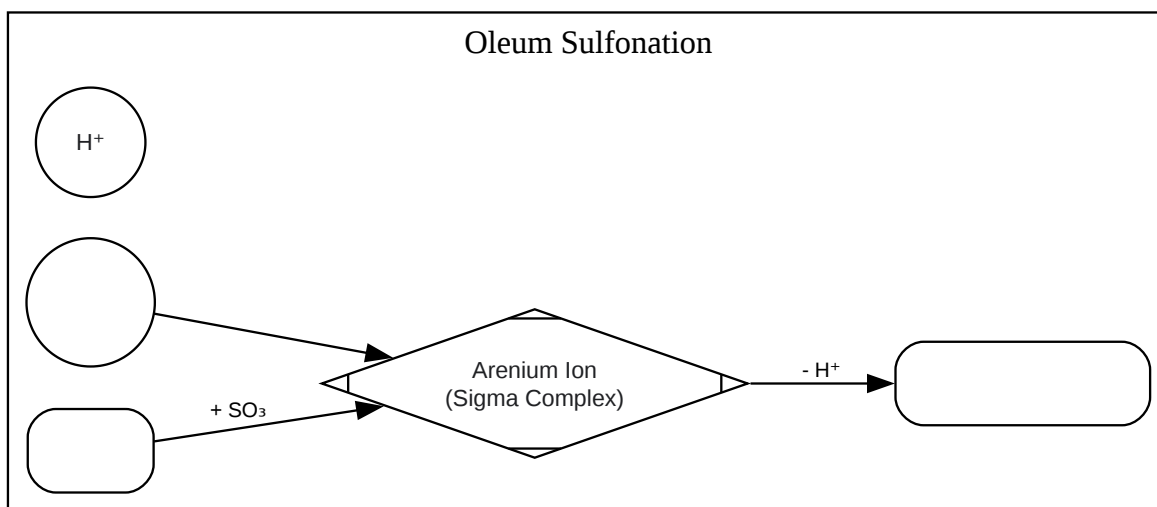 Oleum Sulfonation
H⁺
+ SO₃
Arenium Ion
(Sigma Complex)
- H⁺